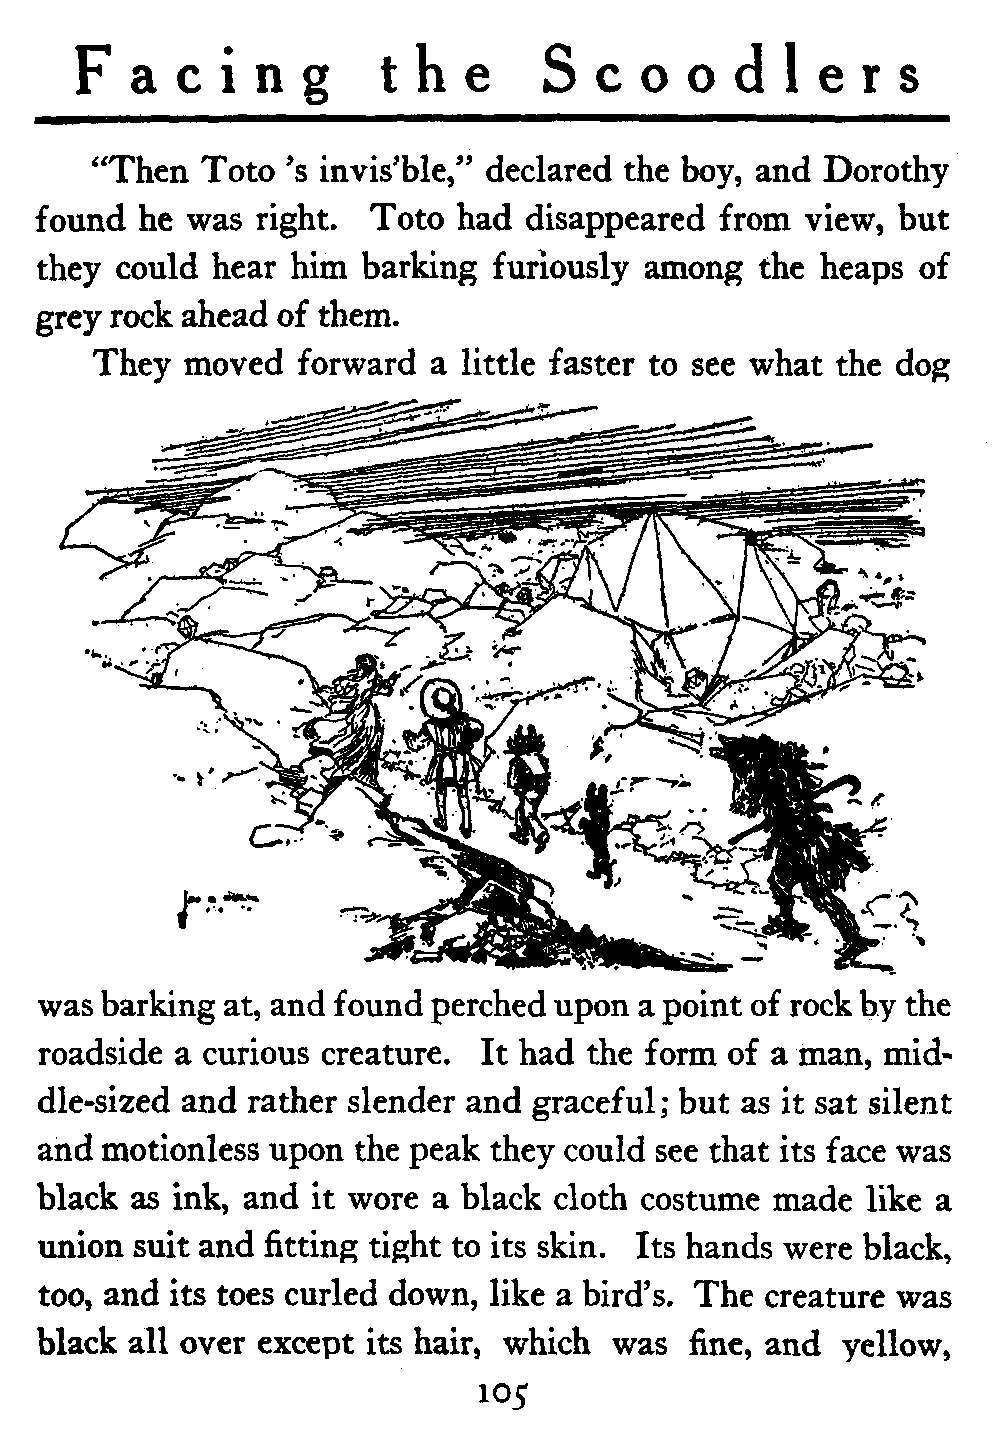 Facing the Scoodlers
“Then Toto ’s invis’ble,” declared the boy, and Dorothy
found he was right. Toto had disappeared from view, but
they could hear him barking furiously among the heaps of
grey rock ahead of them.
They moved forward a little faster to see what the dog
was barking at, and found perched upon a point of rock by the
roadside a curious creature. It had the form of a man, mid-
dle-sized and rather slender and graceful; but as it sat silent
and motionless upon the peak they could see that its face was
black as ink, and it wore a black cloth costume made like a
union suit and fitting tight to its skin. Its hands were black,
too, and its toes curled down, like a bird’s. The creature was
black all over except its hair, which was fine, and yellow,
105